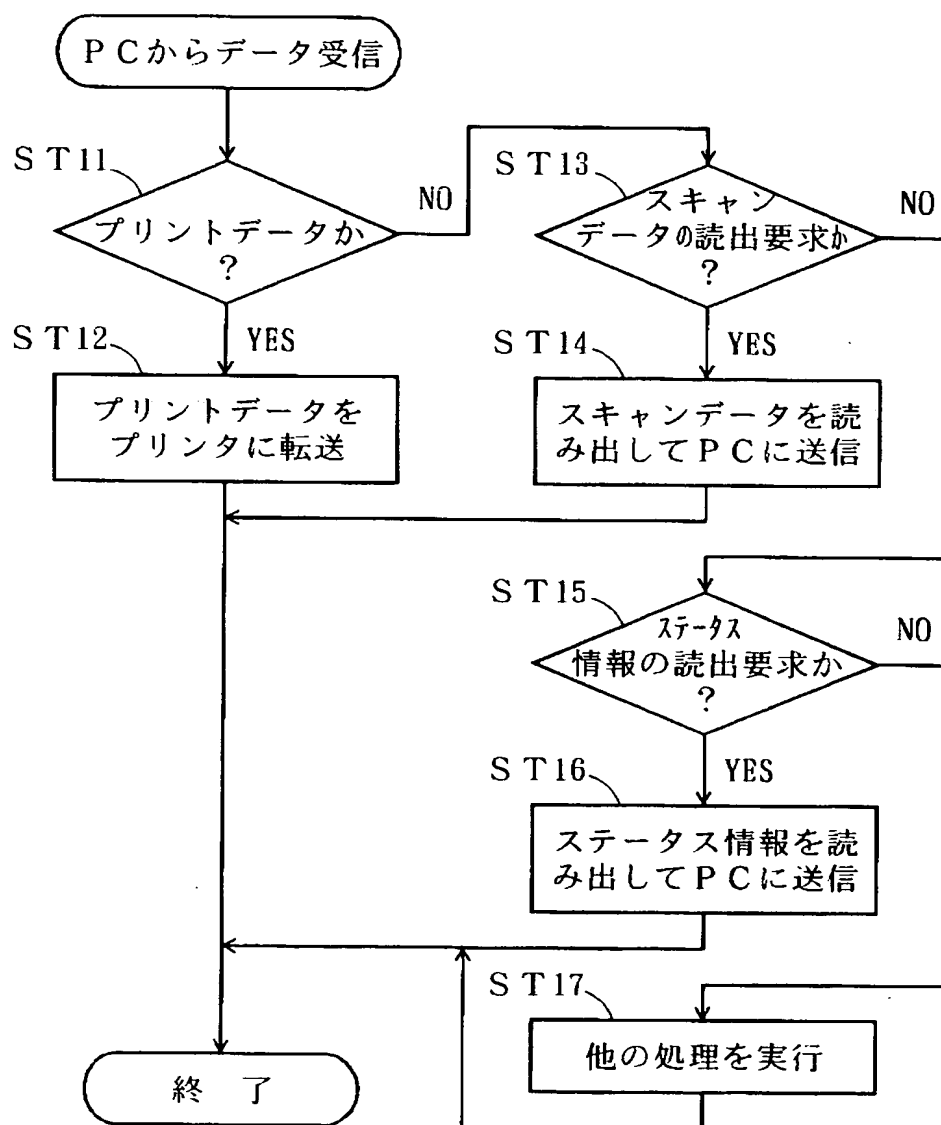 PCからデータ受信
ST11
プリントデータか
?
NO
YES
ST12
プリントデータを
プリンタに転送
ST13
スキャン
データの読出要求か
?
NO
YES
ST14
スキャンデータを読
み出してPCに送信
ST15
ステータス
情報の読出要求か
?
NO
YES
ST16
ステータス情報を読
み出してPCに送信
ST17
他の処理を実行
終了